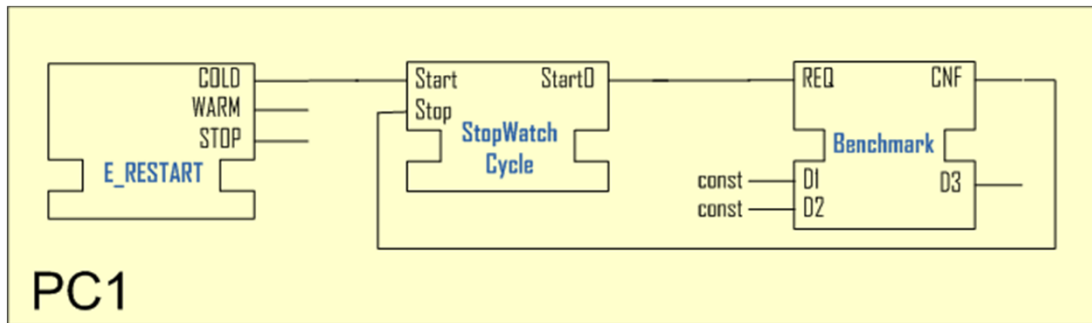 COLD
WARM
STOP
E_RESTART
Start
StartO
Stop
StopWatch
Cycle
REQ
CNF
Benchmark
const
D1
D3
const
D2
PC1